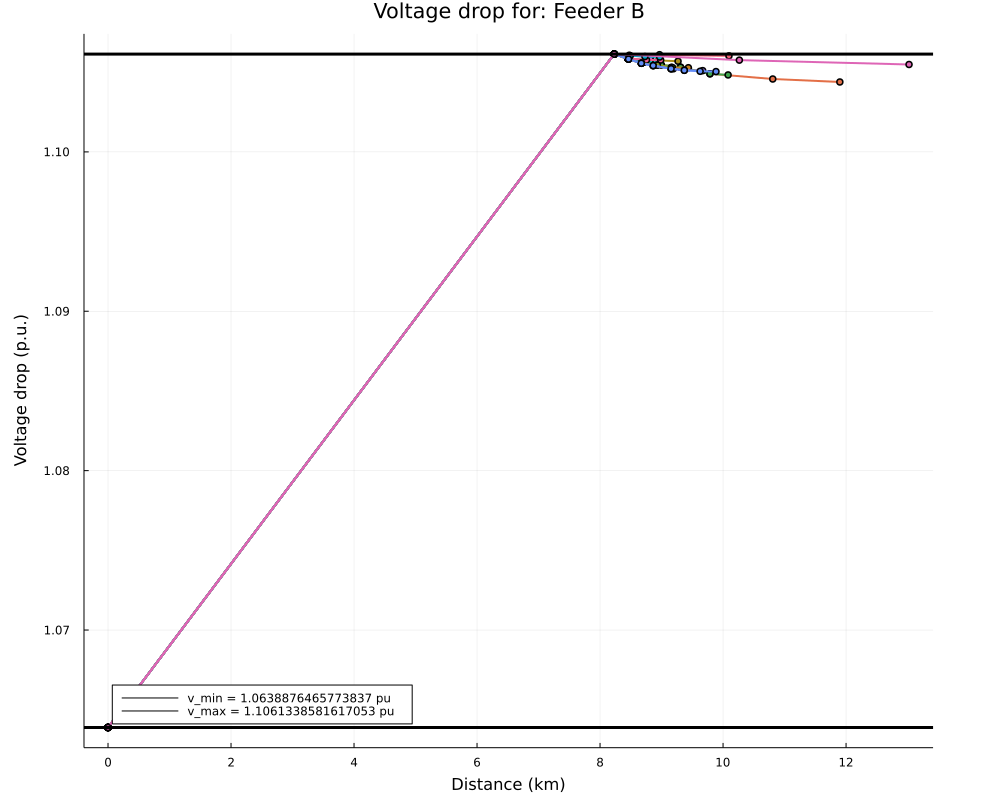 Voltage drop for: Feeder B
1.10
1.09
1.08
1.07
Voltage drop (p.u.)
v_min = 1.0638876465773837 pu
v_max = 1.1061338581617053 pu
0 2 4 6 8 10 12
Distance (km)